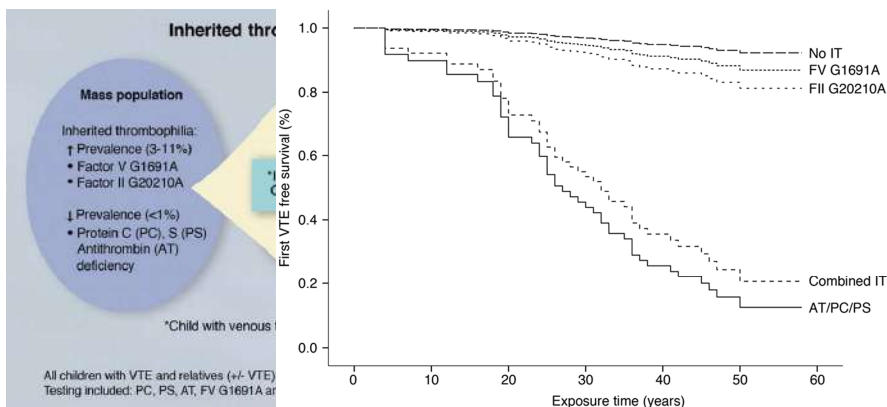 Inherited
Mass population
Inherited thrombophilia:
↑ Prevalence (3-11%)
• Factor V G1691A
• Factor II G20210A
↓ Prevalence (<1%)
• Protein C (PC), S (PS)
Antithrombin (AT)
deficiency
*Child with venous
All children with VTE and relatives (+/- VTE)
Testing included: PC, PS, AT, FV G1691A
First VTE free survival (%)
1.0
0.8
0.6
0.4
0.2
0.0
No IT
FV G1691A
FII G20210A
Combined IT
AT/PC/PS
0 10 20 30 40 50 60
Exposure time (years)